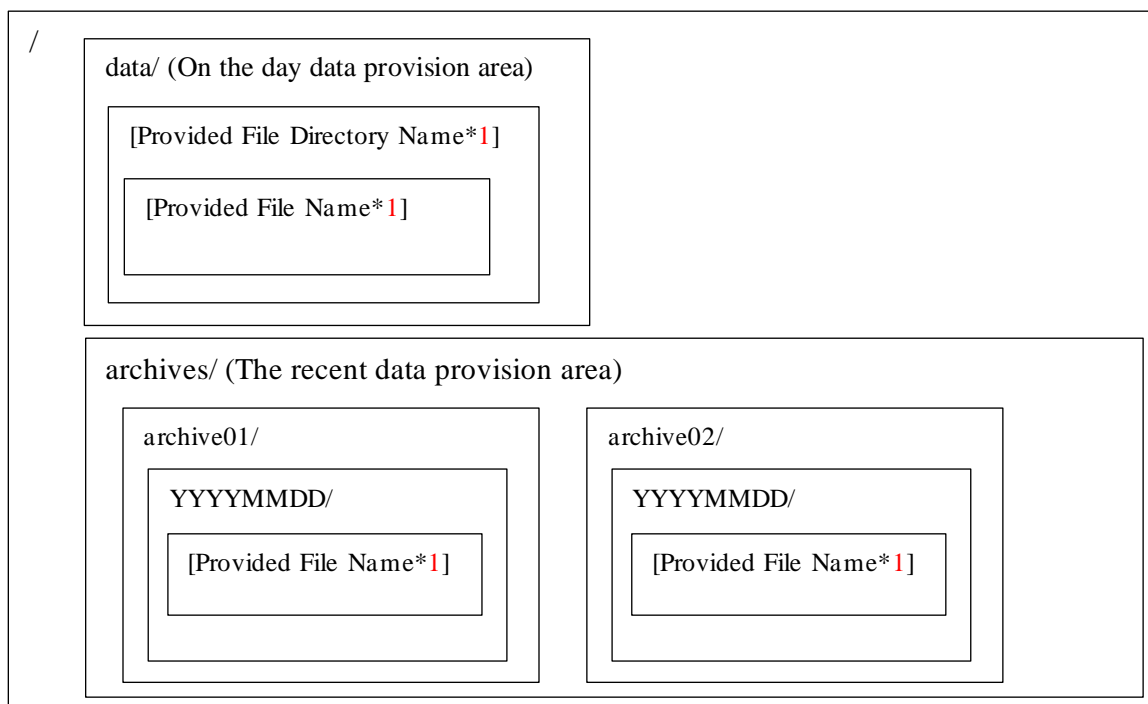 /
data/ (On the day data provision area)
[Provided File Directory Name*1]
[Provided File Name*1]
archives/ (The recent data provision area)
archive01/
YYYYMMDD/
[Provided File Name*1]
archive02/
YYYYMMDD/
[Provided File Name*1]